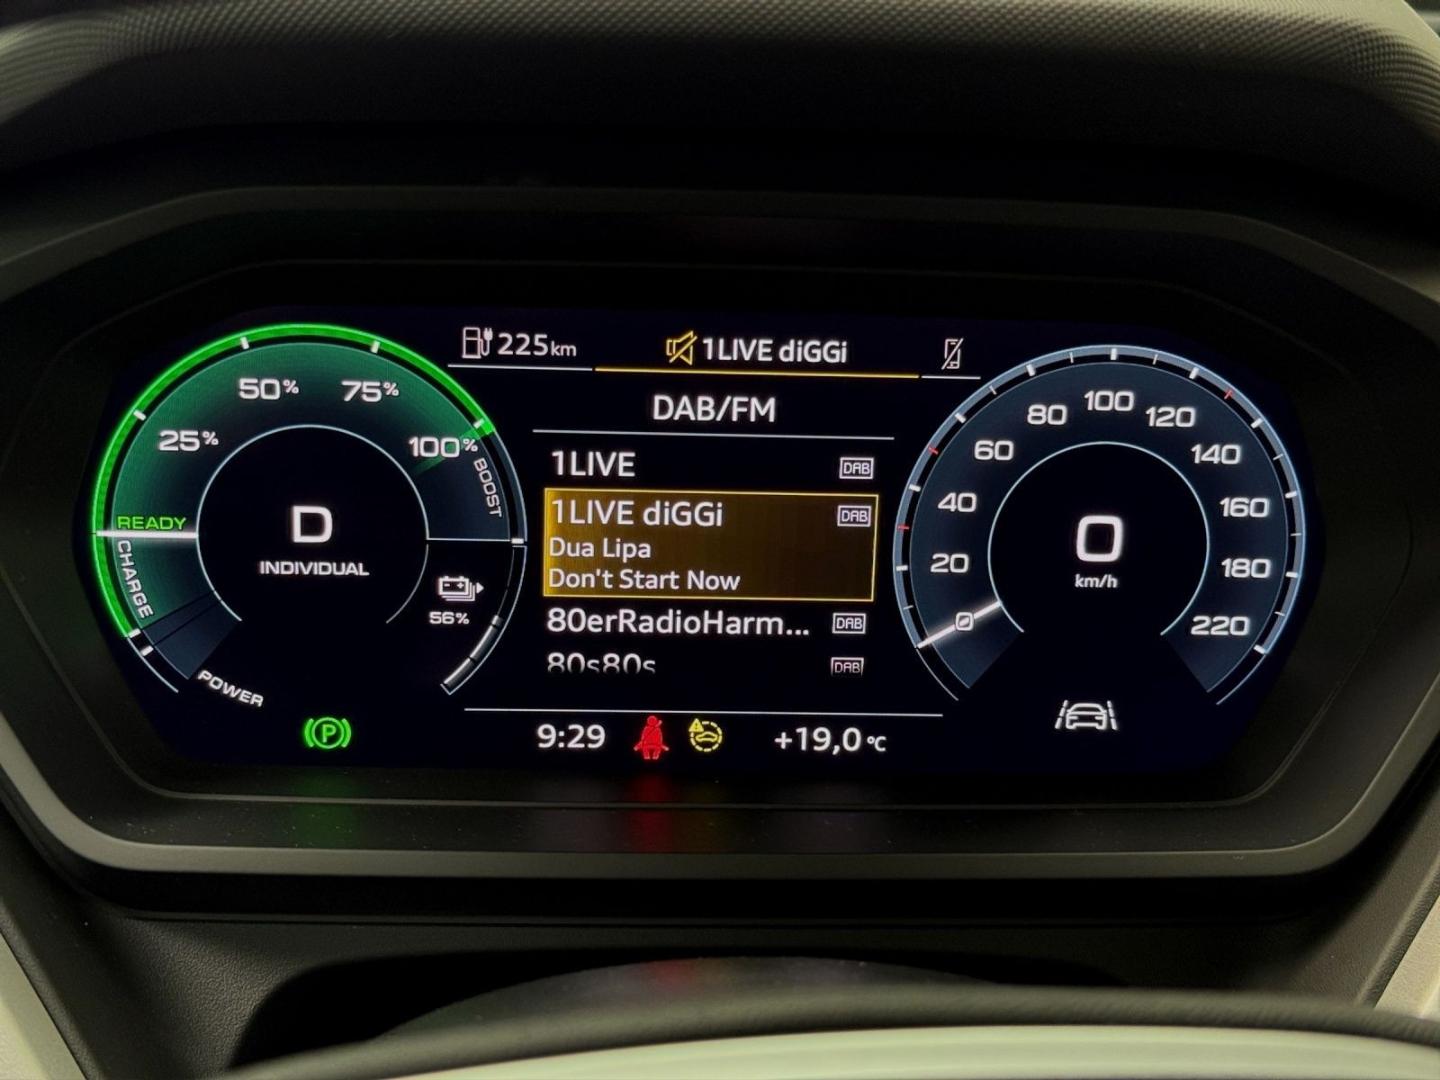 225km
1LIVE diGGi
DAB/FM
1LIVE DAB
1LIVE diGGi DAB
Dua Lipa
Don't Start Now
80erRadioHarm... DAB
80s80s DAB
9:29
+19,0 °C
25%
50%
75%
100%
BOOST
READY
CHARGE
POWER
D
INDIVIDUAL
56%
P
0
20
40
60
80
100
120
140
160
180
220
0
km/h